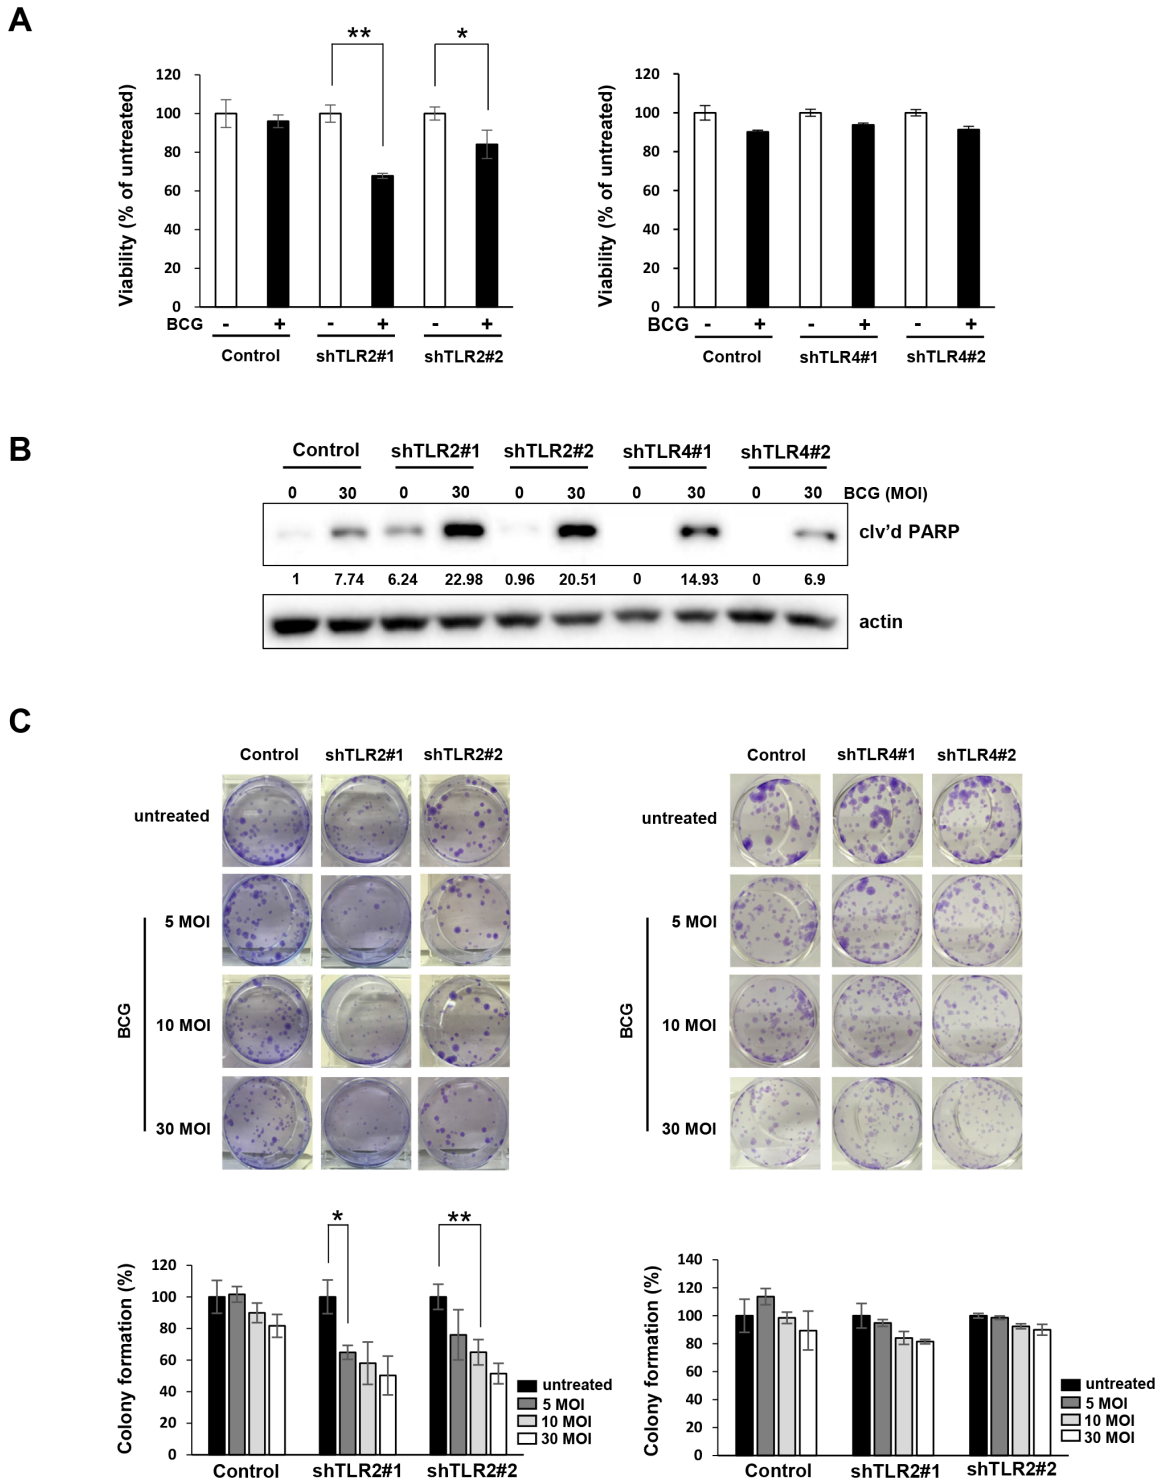 A
** *
120
100
80
60
40
20
0
Viability (% of untreated)
BCG - + - + - +
Control shTLR2#1 shTLR2#2
120
100
80
60
40
20
0
Viability (% of untreated)
BCG - + - + - +
Control shTLR4#1 shTLR4#2
B
Control shTLR2#1 shTLR2#2 shTLR4#1 shTLR4#2
0 30 0 30 0 30 0 30 0 30 BCG (MOI)
clv'd PARP
1 7.74 6.24 22.98 0.96 20.51 0 14.93 0 6.9
actin
C
Control shTLR2#1 shTLR2#2
untreated
5 MOI
10 MOI
30 MOI
BCG
Control shTLR4#1 shTLR4#2
untreated
5 MOI
10 MOI
30 MOI
BCG
* **
120
100
80
60
40
20
0
Colony formation (%)
Control shTLR2#1 shTLR2#2
untreated
5 MOI
10 MOI
30 MOI
140
120
100
80
60
40
20
0
Colony formation (%)
Control shTLR2#1 shTLR2#2
untreated
5 MOI
10 MOI
30 MOI